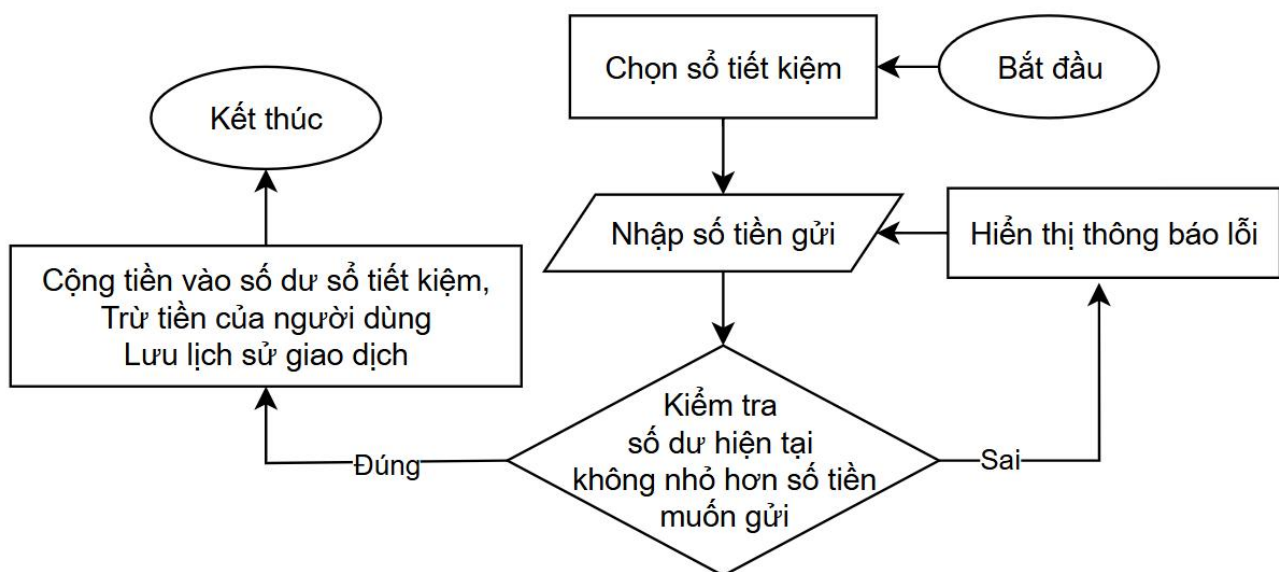 Bắt đầu
Chọn sổ tiết kiệm
Nhập số tiền gửi
Hiển thị thông báo lỗi
Kiểm tra
số dư hiện tại
không nhỏ hơn số tiền
muốn gửi
Sai
Đúng
Cộng tiền vào số dư sổ tiết kiệm,
Trừ tiền của người dùng
Lưu lịch sử giao dịch
Kết thúc